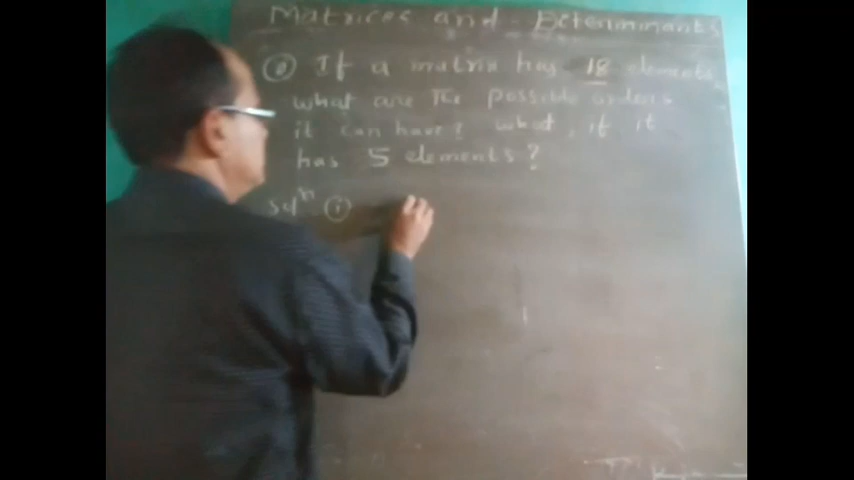 Matrices and Determinants
Q If a matrix has 18 elements,
what are the possible orders
it can have? What, if it
has 5 elements?
Solⁿ (i)